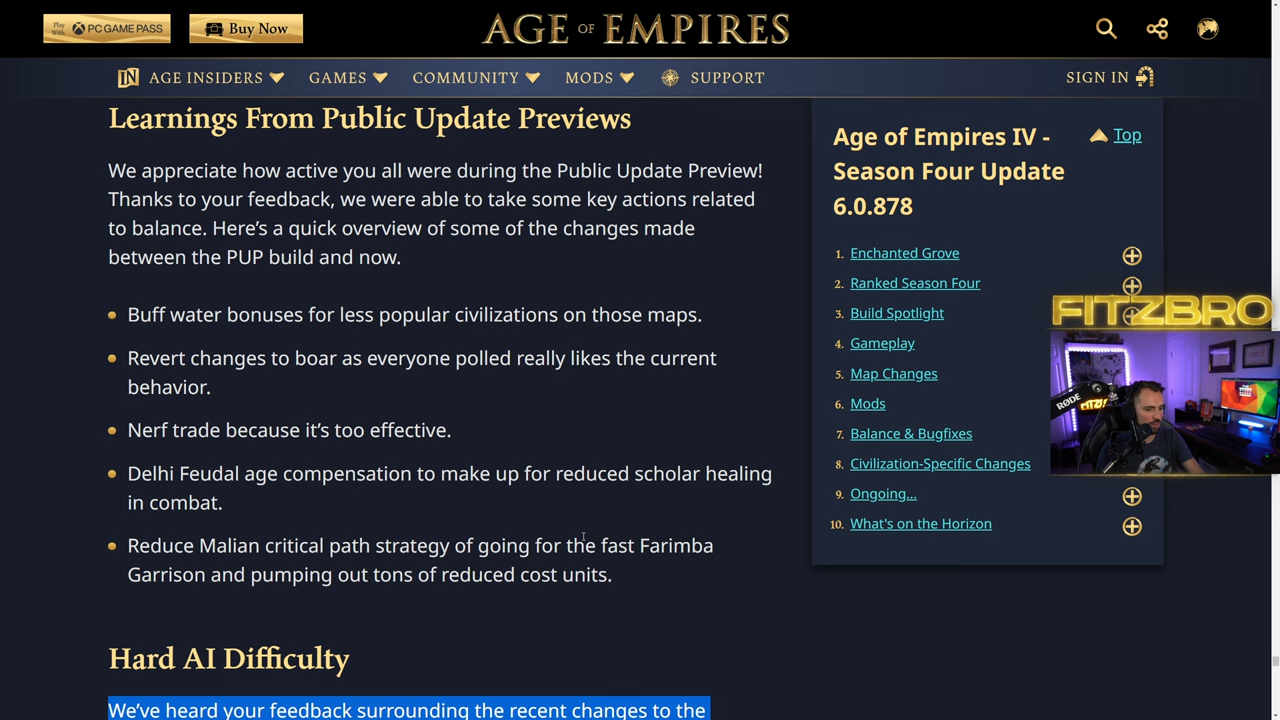 Play With
XBOX PC GAME PASS
Buy Now
AGE OF EMPIRES
IN AGE INSIDERS
GAMES
COMMUNITY
MODS
SUPPORT
SIGN IN
Learnings From Public Update Previews
We appreciate how active you all were during the Public Update Preview!
Thanks to your feedback, we were able to take some key actions related
to balance. Here’s a quick overview of some of the changes made
between the PUP build and now.
Buff water bonuses for less popular civilizations on those maps.
Revert changes to boar as everyone polled really likes the current
behavior.
Nerf trade because it’s too effective.
Delhi Feudal age compensation to make up for reduced scholar healing
in combat.
Reduce Malian critical path strategy of going for the fast Farimba
Garrison and pumping out tons of reduced cost units.
Hard AI Difficulty
We’ve heard your feedback surrounding the recent changes to the
Age of Empires IV -
Season Four Update
6.0.878
Top
1. Enchanted Grove
2. Ranked Season Four
3. Build Spotlight
4. Gameplay
5. Map Changes
6. Mods
7. Balance & Bugfixes
8. Civilization-Specific Changes
9. Ongoing...
10. What's on the Horizon
FITZBRO
RØDE
FITZ